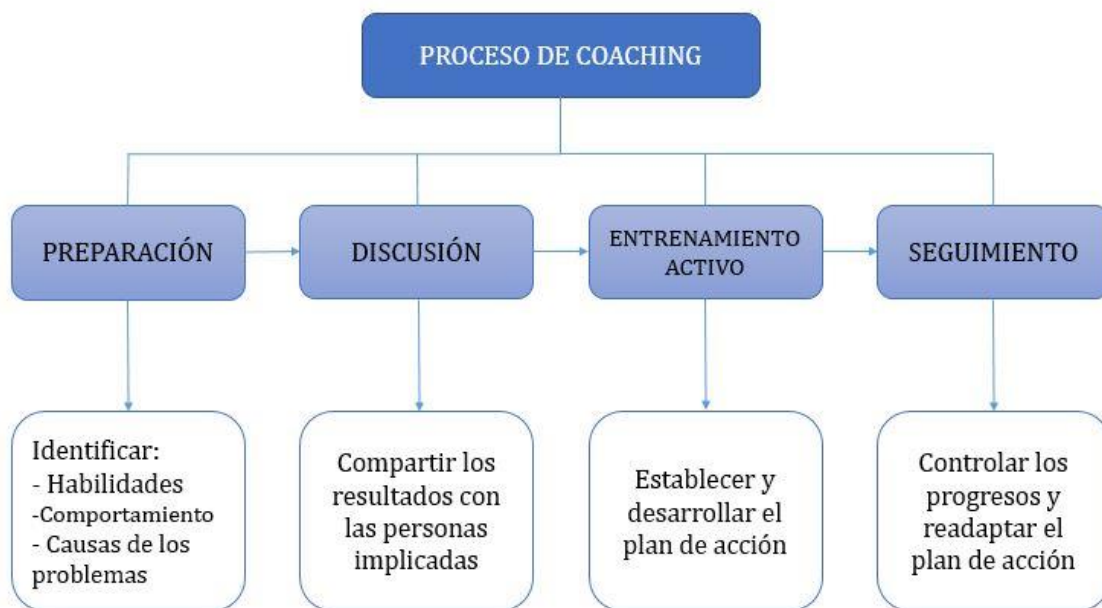 PROCESO DE COACHING
PREPARACIÓN
DISCUSIÓN
ENTRENAMIENTO
ACTIVO
SEGUIMIENTO
Identificar:
- Habilidades
-Comportamiento
- Causas de los
problemas
Compartir los
resultados con
las personas
implicadas
Establecer y
desarrollar el
plan de acción
Controlar los
progresos y
readaptar el
plan de acción